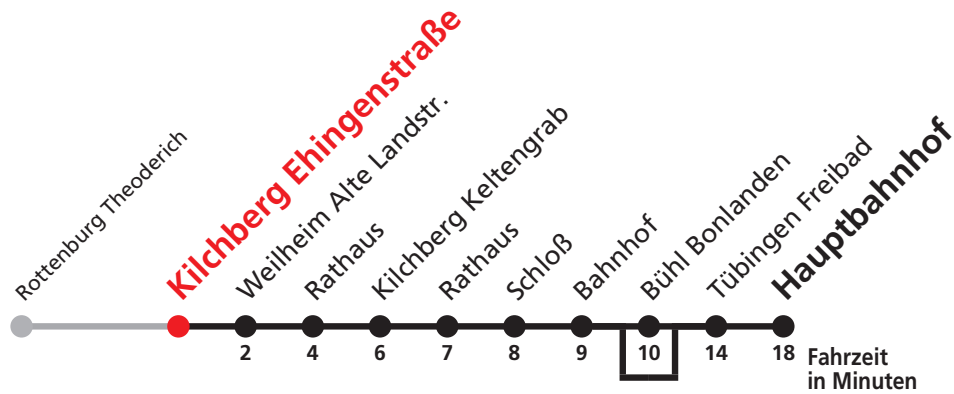 Rottenburg Theoderich
Kilchberg Ehingenstraße
Weilheim Alte Landstr.
Rathaus
Kilchberg Keltengrab
Rathaus
Schloß
Bahnhof
Bühl Bonlanden
Tübingen Freibad
Hauptbahnhof
2 4 6 7 8 9 10 14 18
Fahrzeit
in Minuten